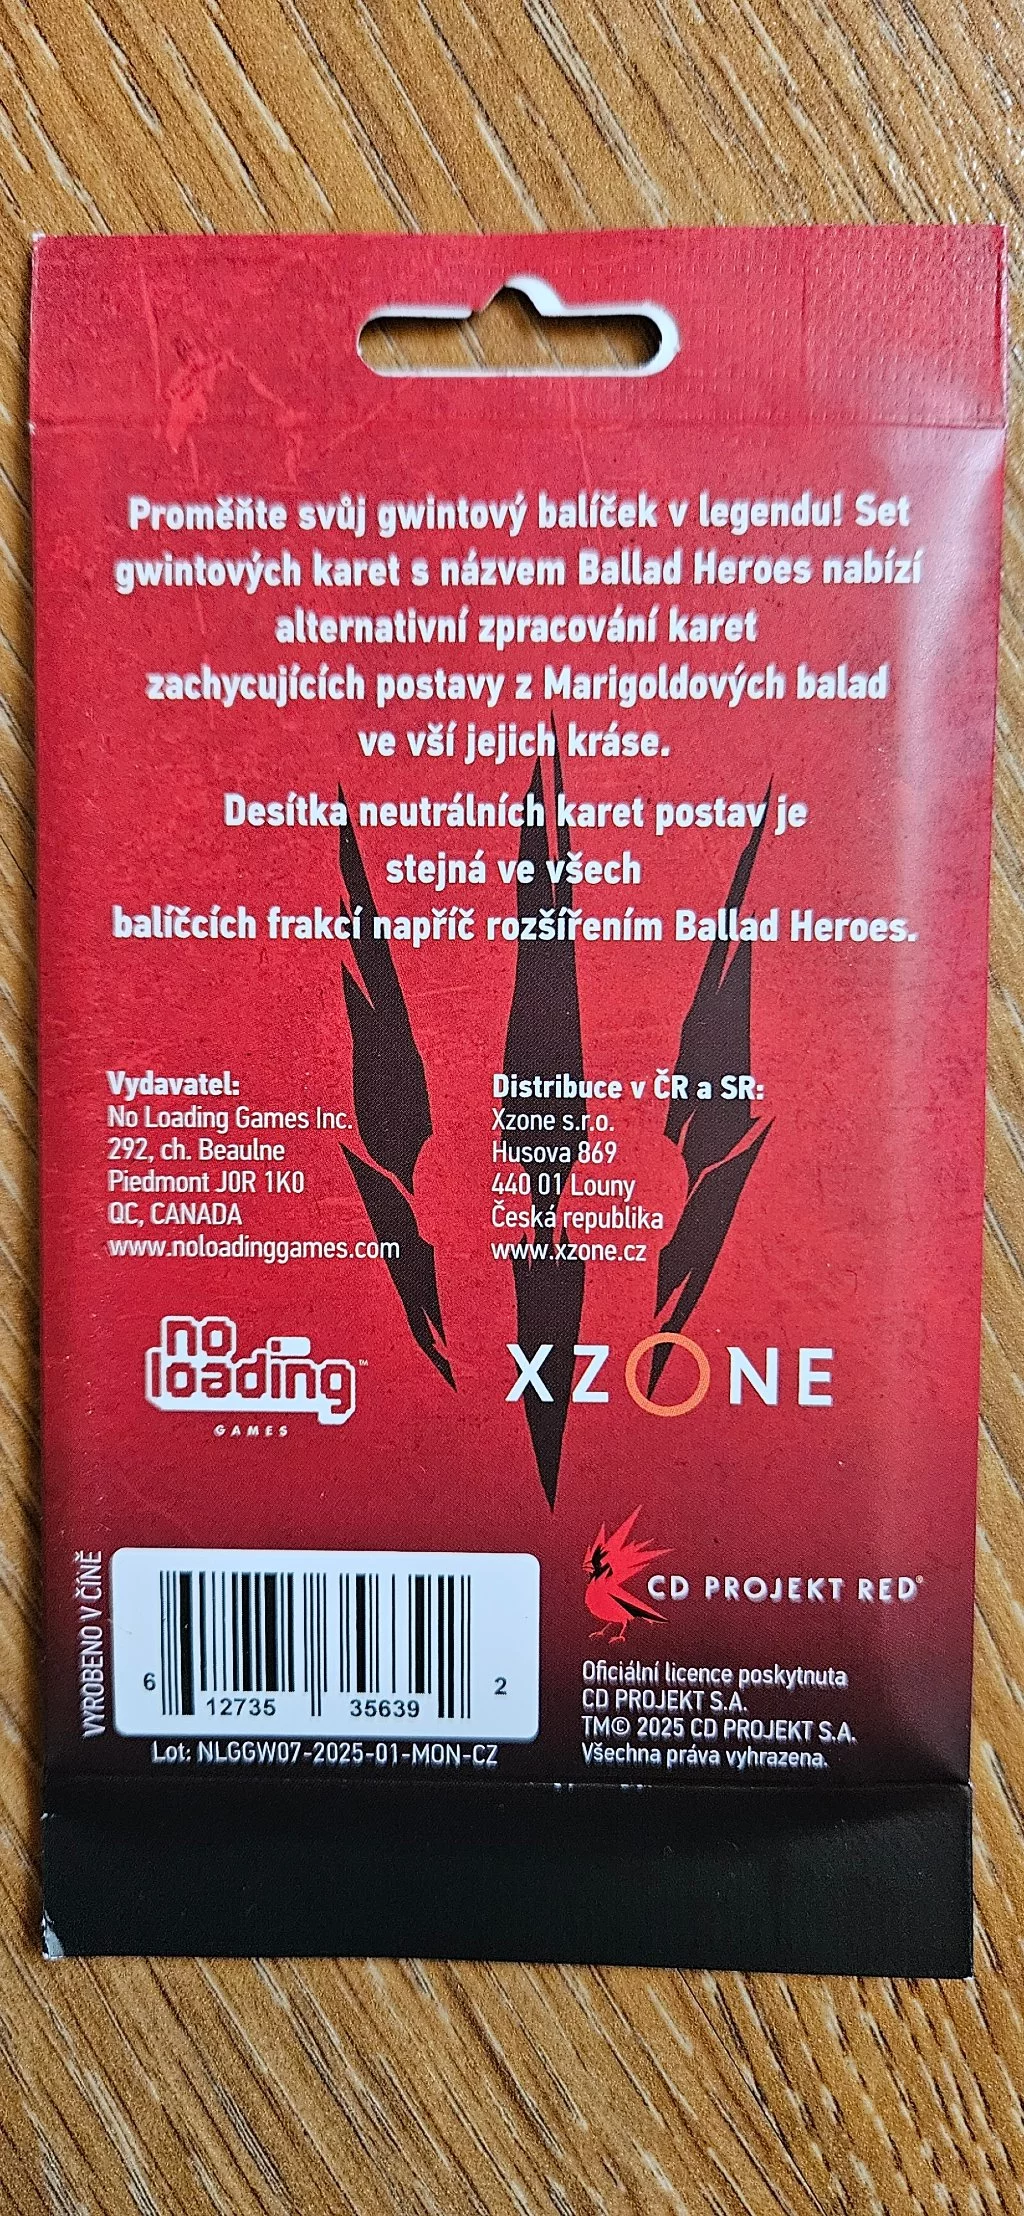 Proměňte svůj gwintový balíček v legendu! Set
gwintových karet s názvem Ballad Heroes nabízí
alternativní zpracování karet
zachycujících postavy z Marigoldových balad
ve vší jejich kráse.
Desítka neutrálních karet postav je
stejná ve všech
balíčcích frakcí napříč rozšířením Ballad Heroes.
Vydavatel:
No Loading Games Inc.
292, ch. Beaulne
Piedmont J0R 1K0
QC, CANADA
www.noloadinggames.com
Distribuce v ČR a SR:
Xzone s.r.o.
Husova 869
440 01 Louny
Česká republika
www.xzone.cz
no
loading™
GAMES
XZONE
VYROBENO V ČÍNĚ
6 12735 35639 2
Lot: NLGGW07-2025-01-MON-CZ
CD PROJEKT RED®
Oficiální licence poskytnuta
CD PROJEKT S.A.
TM© 2025 CD PROJEKT S.A.
Všechna práva vyhrazena.